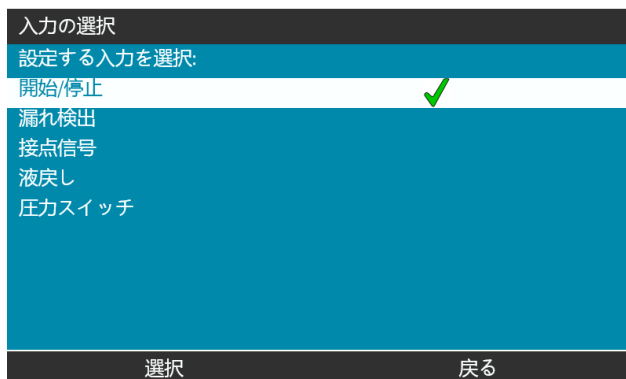 入力の選択
設定する入力を選択:
開始/停止
漏れ検出
接点信号
液戻し
圧力スイッチ
選択 戻る